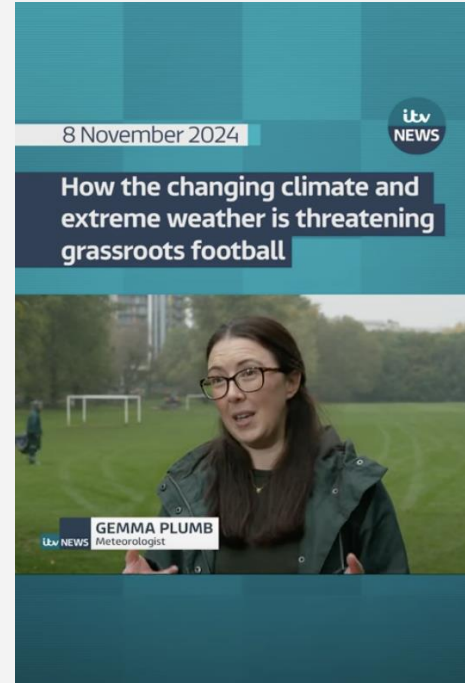 itv
NEWS
8 November 2024
How the changing climate and
extreme weather is threatening
grassroots football
GEMMA PLUMB
itv NEWS Meteorologist